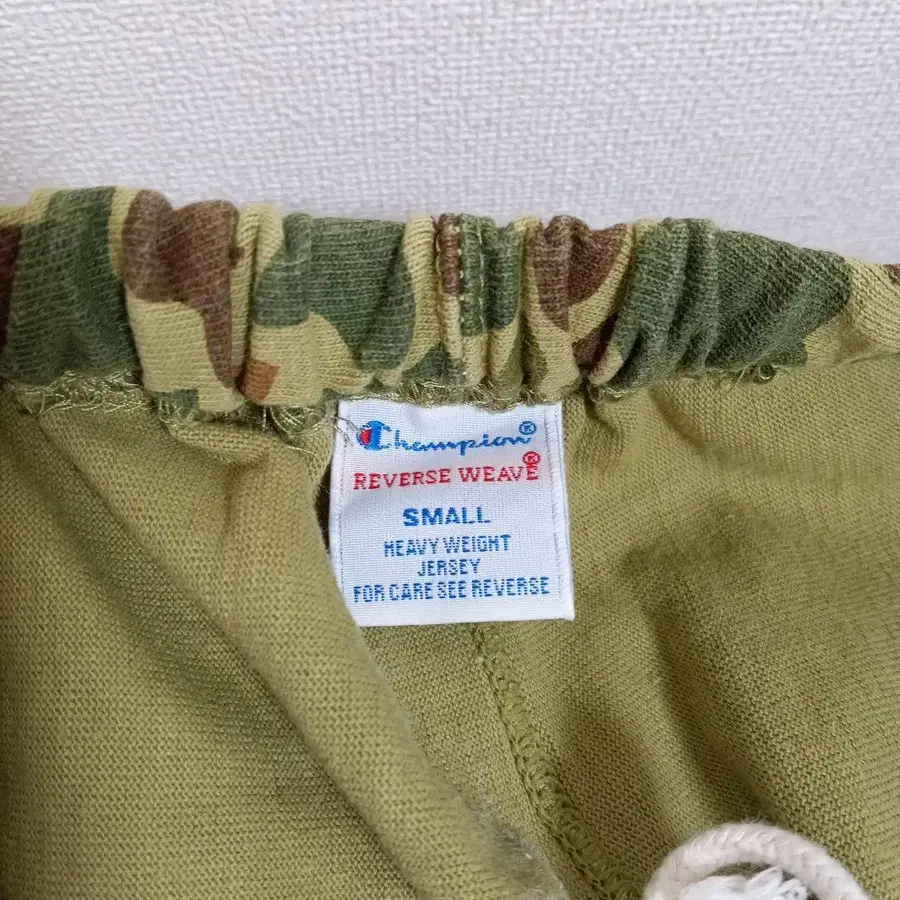 Champion®
REVERSE WEAVE®
SMALL
HEAVY WEIGHT
JERSEY
FOR CARE SEE REVERSE